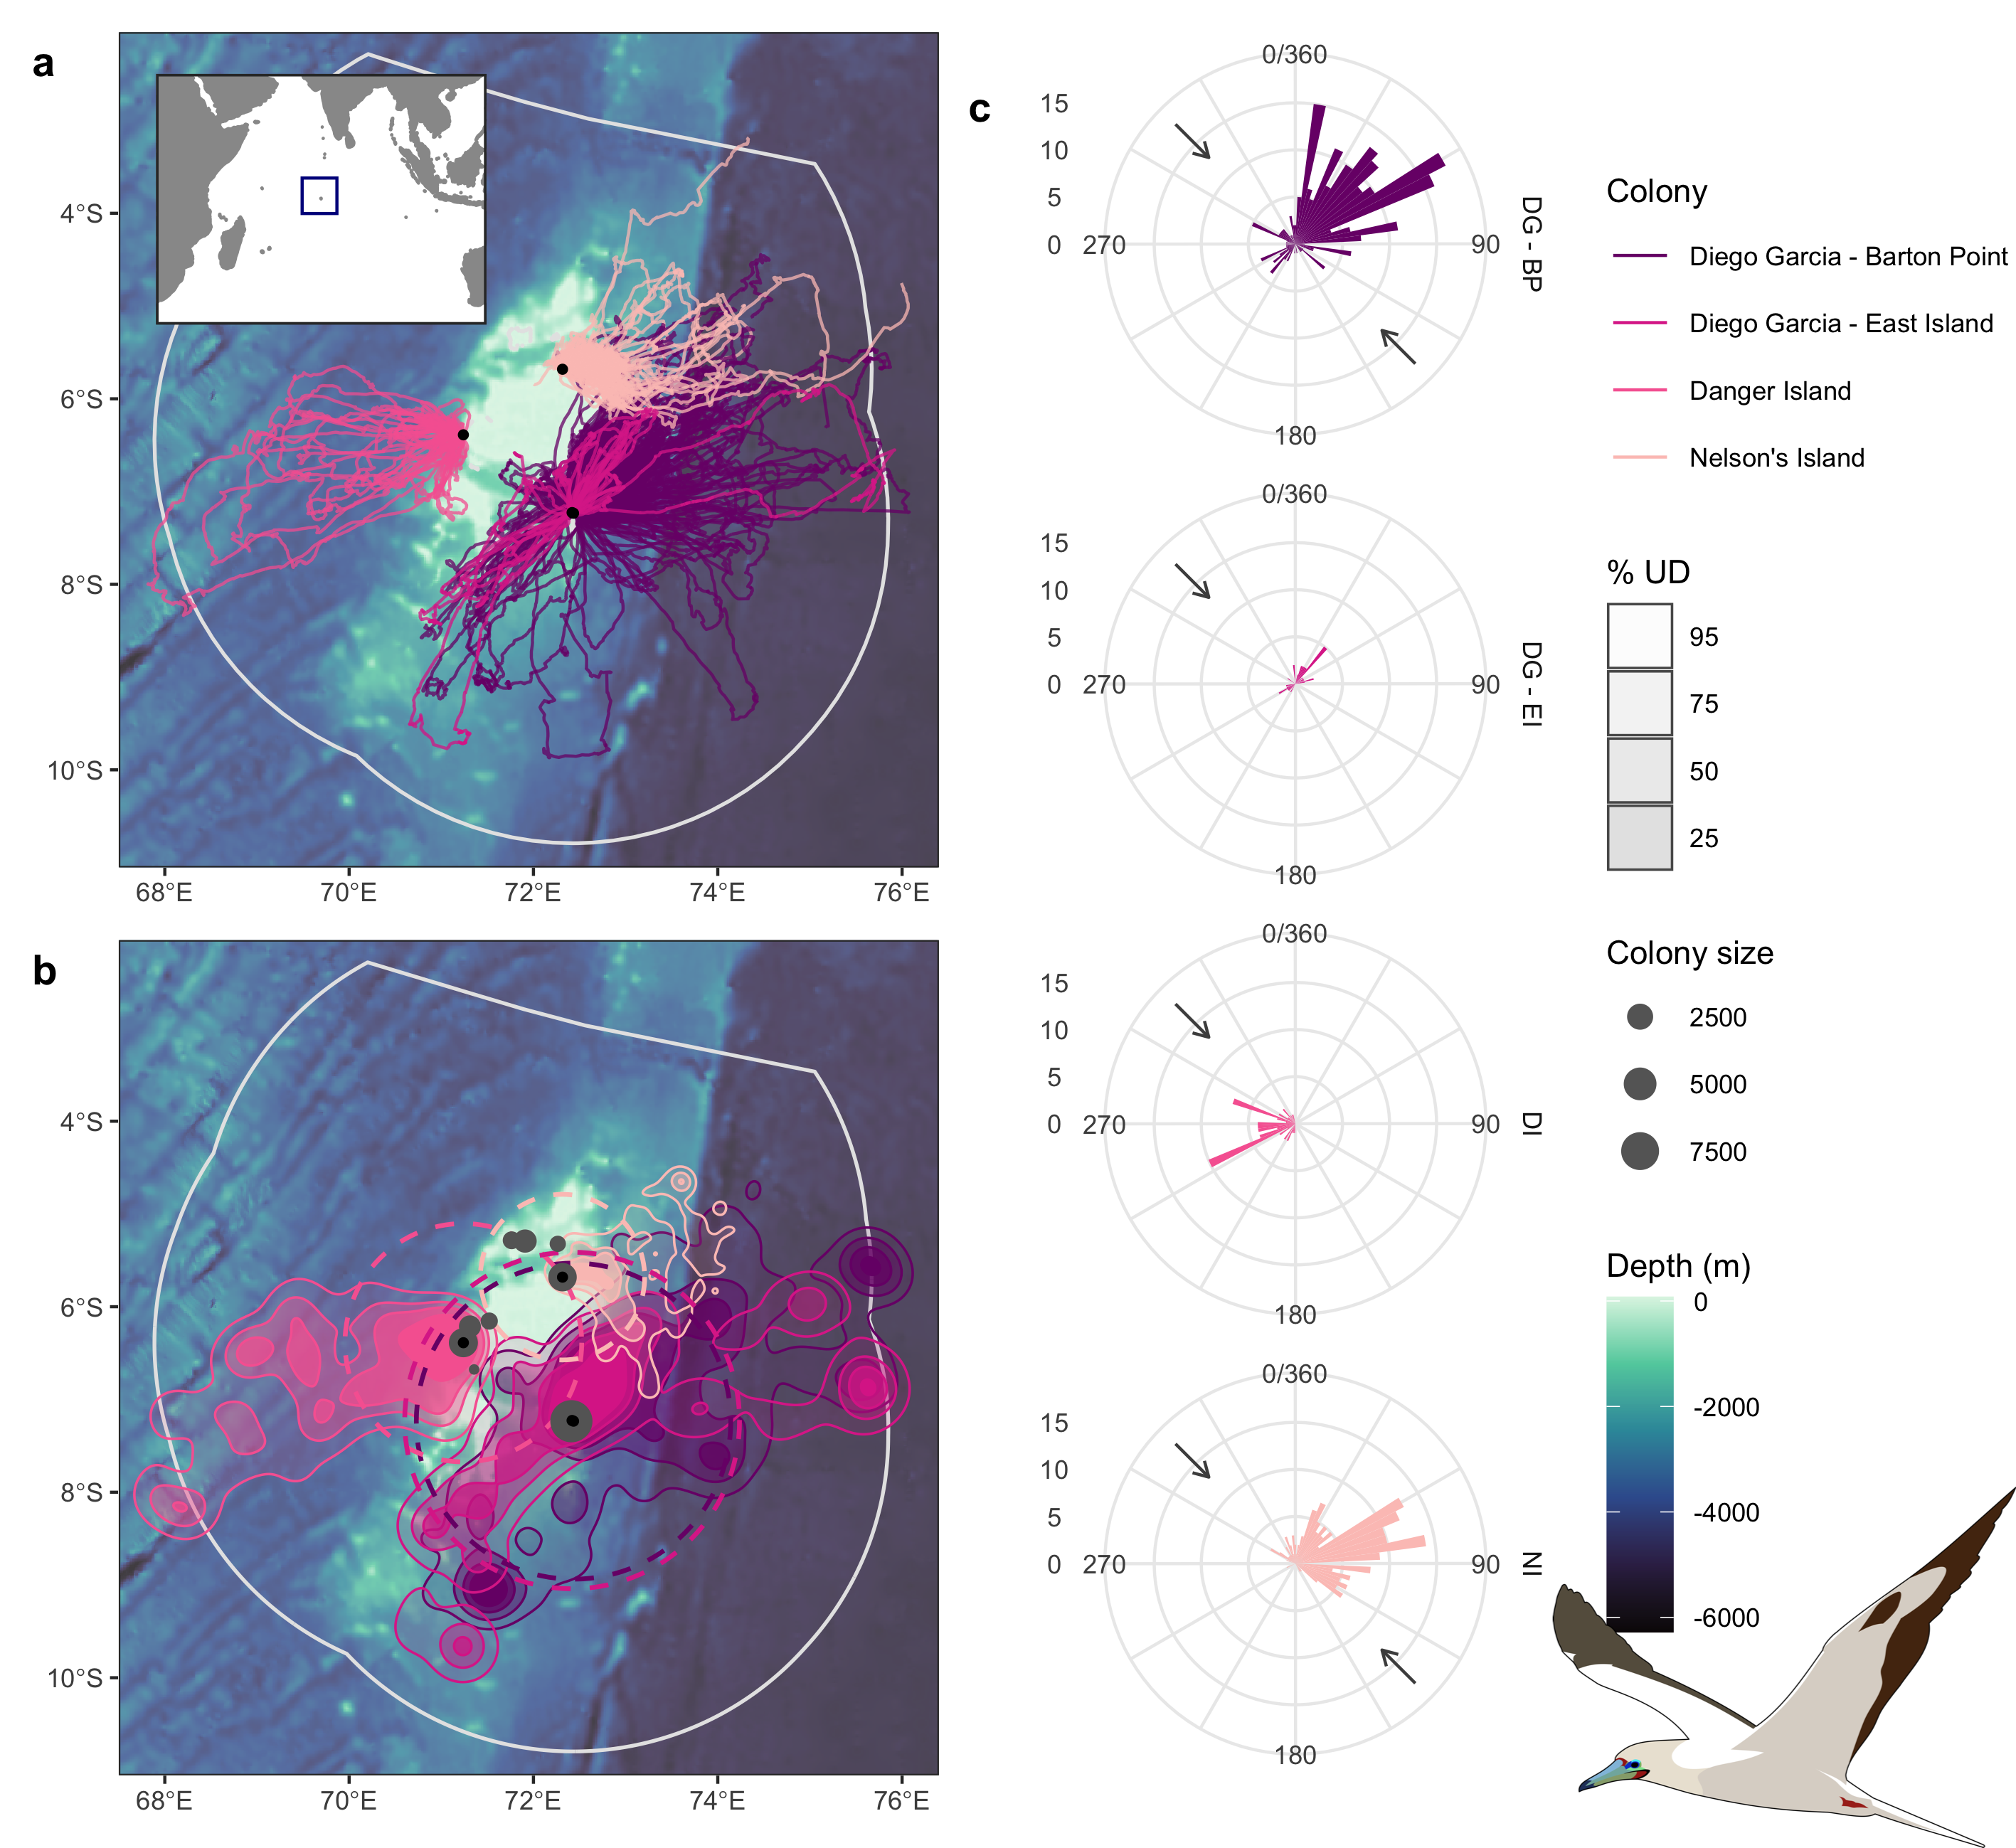 a
4°S
6°S
8°S
10°S
68°E 70°E 72°E 74°E 76°E
b
4°S
6°S
8°S
10°S
68°E 70°E 72°E 74°E 76°E
c
0/360
15
10
5
0 270 90
180
DG - BP
0/360
15
10
5
0 270 90
180
DG - EI
0/360
15
10
5
0 270 90
180
DI
0/360
15
10
5
0 270 90
180
NI
Colony
Diego Garcia - Barton Point
Diego Garcia - East Island
Danger Island
Nelson's Island
% UD
95
75
50
25
Colony size
2500
5000
7500
Depth (m)
0
-2000
-4000
-6000